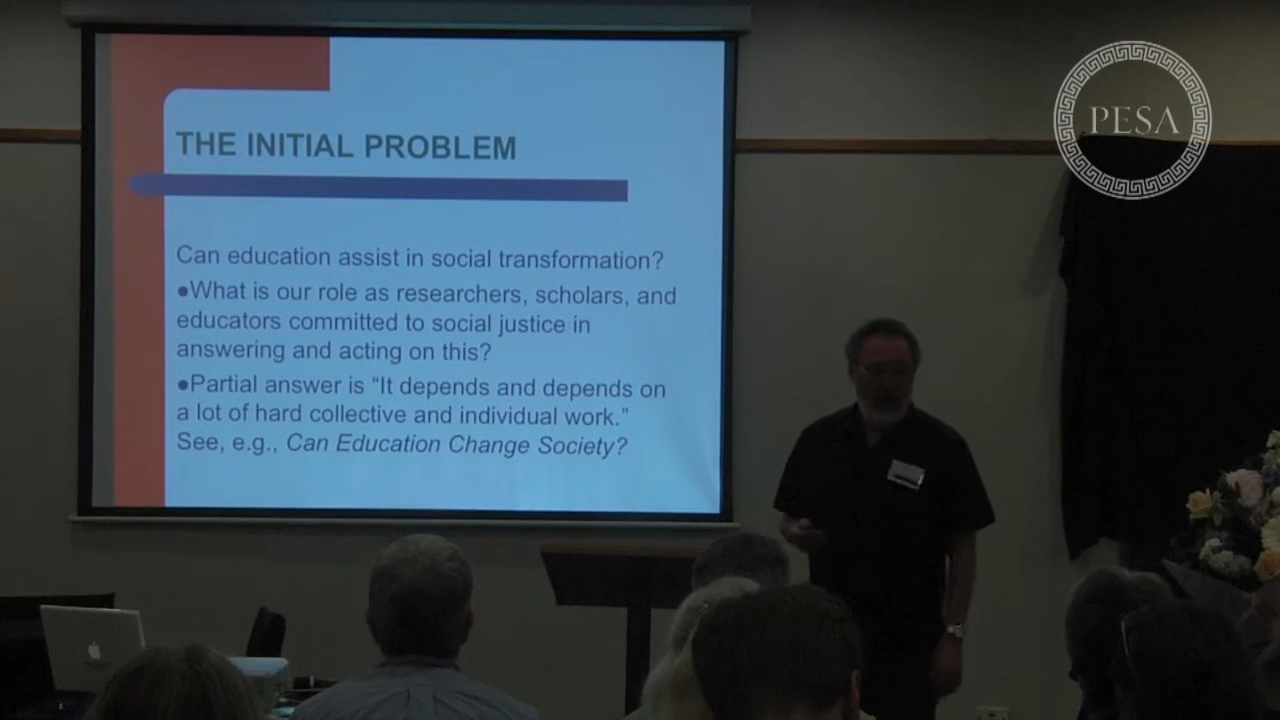 THE INITIAL PROBLEM
Can education assist in social transformation?
●What is our role as researchers, scholars, and
educators committed to social justice in
answering and acting on this?
●Partial answer is “It depends and depends on
a lot of hard collective and individual work.”
See, e.g., Can Education Change Society?
PESA